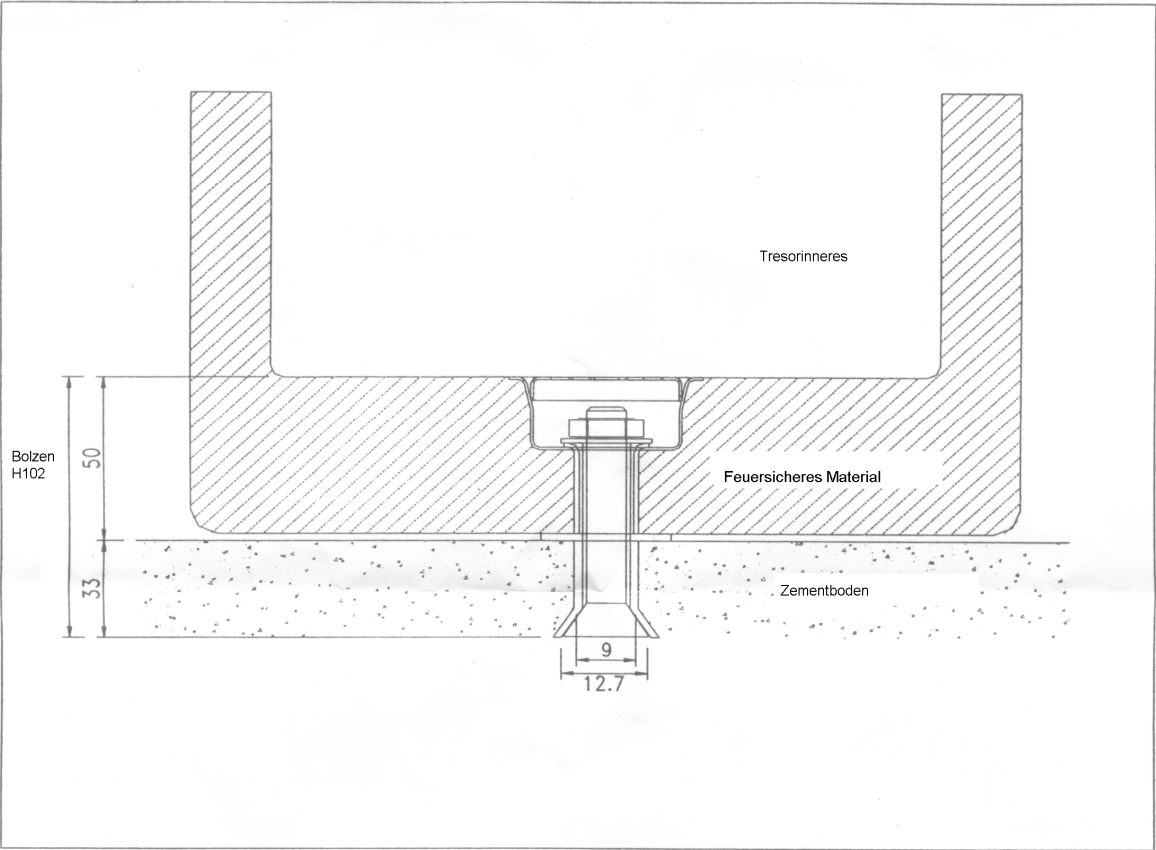 Tresorinneres
Bolzen
H102
50
Feuersicheres Material
33
Zementboden
9
12.7